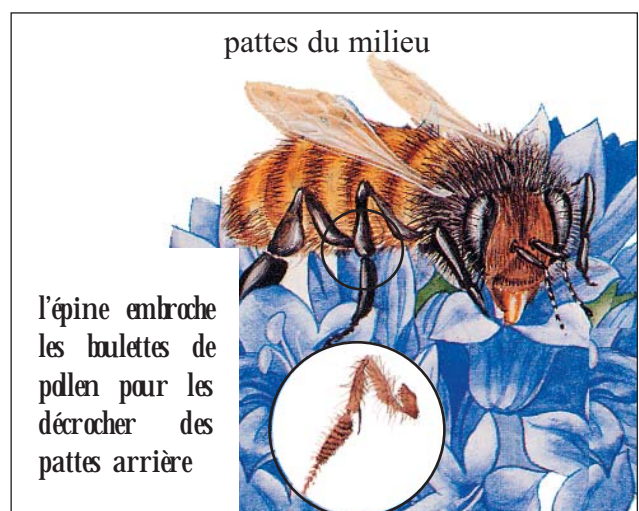 pattes du milieu
l'épine embroche
les boulettes de
pollen pour les
décrocher des
pattes arrière